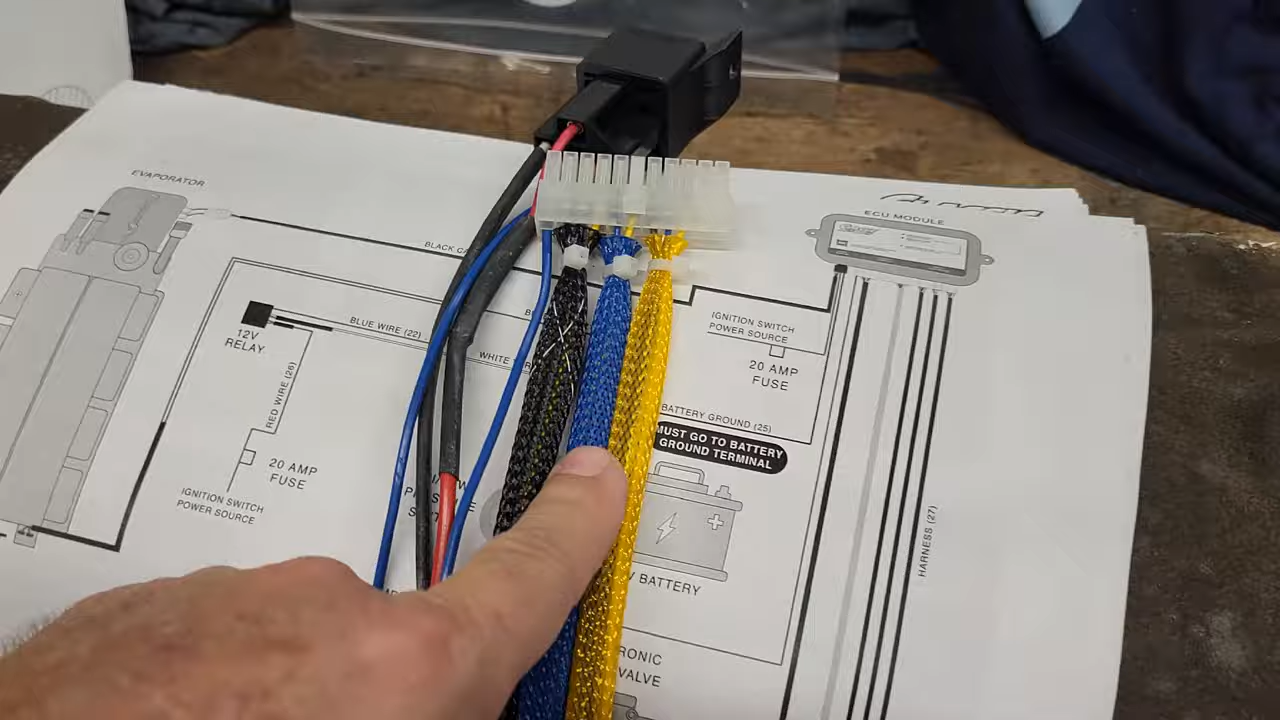 EVAPORATOR
ECU MODULE
BLACK
12V
RELAY
BLUE WIRE (22)
WHITE
RED WIRE (26)
IGNITION SWITCH
POWER SOURCE
20 AMP
FUSE
20 AMP
FUSE
IGNITION SWITCH
POWER SOURCE
BATTERY GROUND (25)
MUST GO TO BATTERY
GROUND TERMINAL
BATTERY
HARNESS (27)
VALVE